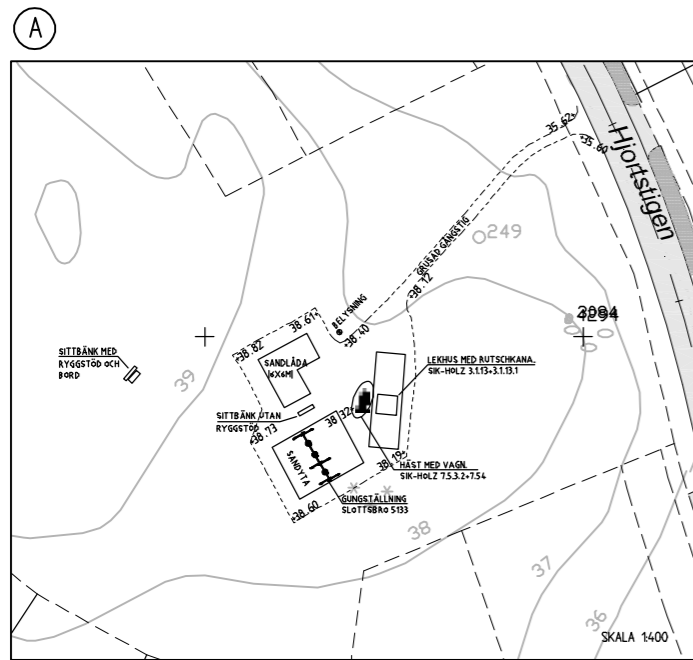 A
Hjortstigen
35.62
35.60
GRUSAD GÅNGSTIG
249
38.72
BELYSNING
38.61
38.40
38.82
4294
SITTBÄNK MED
RYGGSTÖD OCH
BORD
39
SANDLÅDA
(6X6M)
LEKHUS MED RUTSCHKANA.
SIK-HOLZ 3.1.13+3.1.13.1
SITTBÄNK UTAN
RYGGSTÖD
38.32
38.73
SANDYTA
38.19
HÄST MED VAGN.
SIK-HOLZ 7.5.3.2+7.54
GUNGSTÄLLNING
SLOTTSBRO 5133
38.60
38
37
36
SKALA 1:400